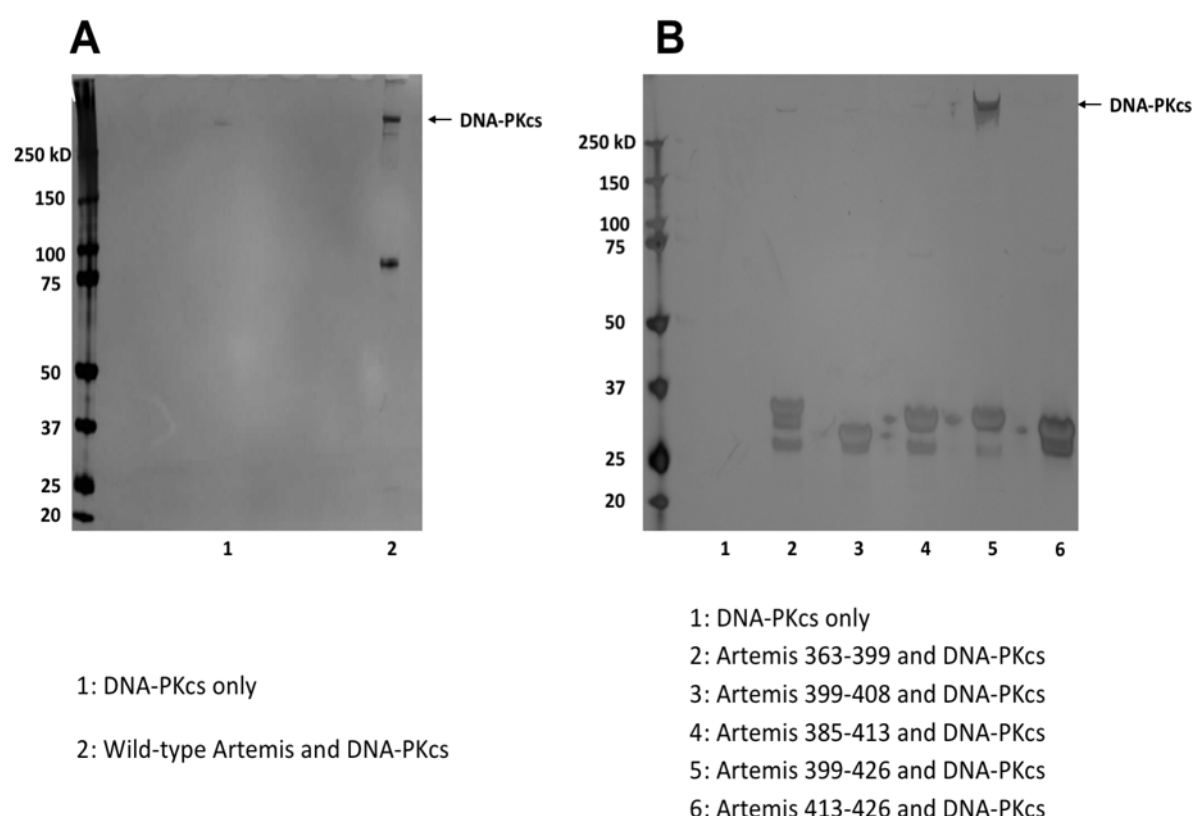 A
B
DNA-PKcs
250 kD
150
100
75
50
37
25
20
1
2
DNA-PKcs
250 kD
150
100
75
50
37
25
20
1
2
3
4
5
6
1: DNA-PKcs only
2: Wild-type Artemis and DNA-PKcs
1: DNA-PKcs only
2: Artemis 363-399 and DNA-PKcs
3: Artemis 399-408 and DNA-PKcs
4: Artemis 385-413 and DNA-PKcs
5: Artemis 399-426 and DNA-PKcs
6: Artemis 413-426 and DNA-PKcs